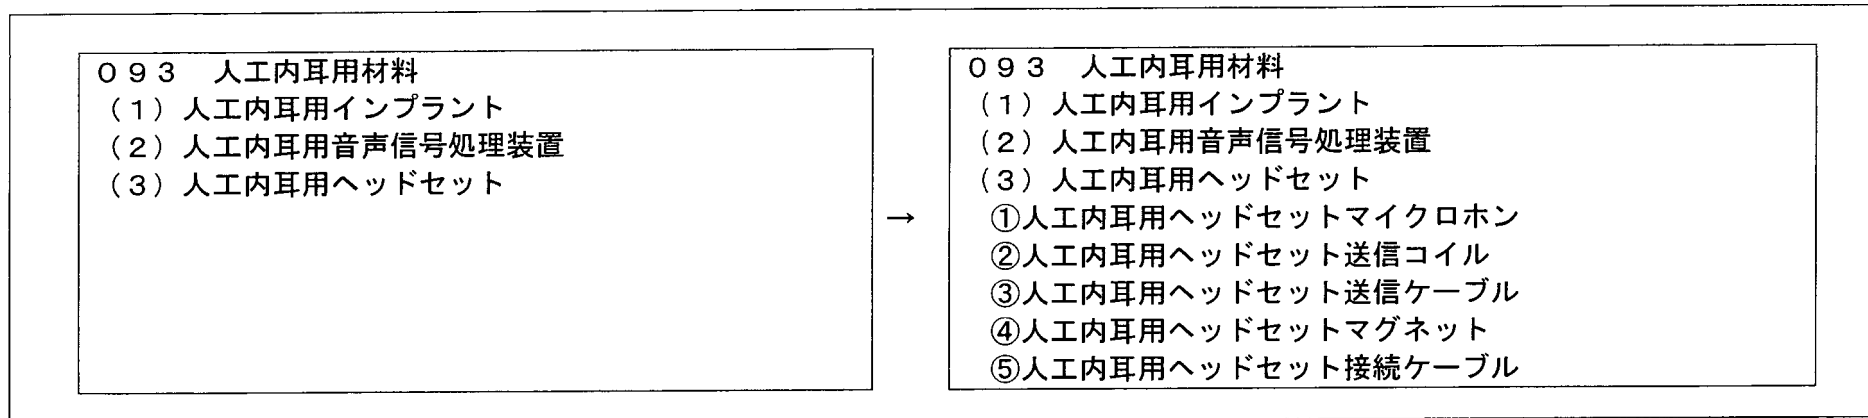 ０９３　人工内耳用材料
（１）人工内耳用インプラント
（２）人工内耳用音声信号処理装置
（３）人工内耳用ヘッドセット
→
０９３　人工内耳用材料
（１）人工内耳用インプラント
（２）人工内耳用音声信号処理装置
（３）人工内耳用ヘッドセット
①人工内耳用ヘッドセットマイクロホン
②人工内耳用ヘッドセット送信コイル
③人工内耳用ヘッドセット送信ケーブル
④人工内耳用ヘッドセットマグネット
⑤人工内耳用ヘッドセット接続ケーブル